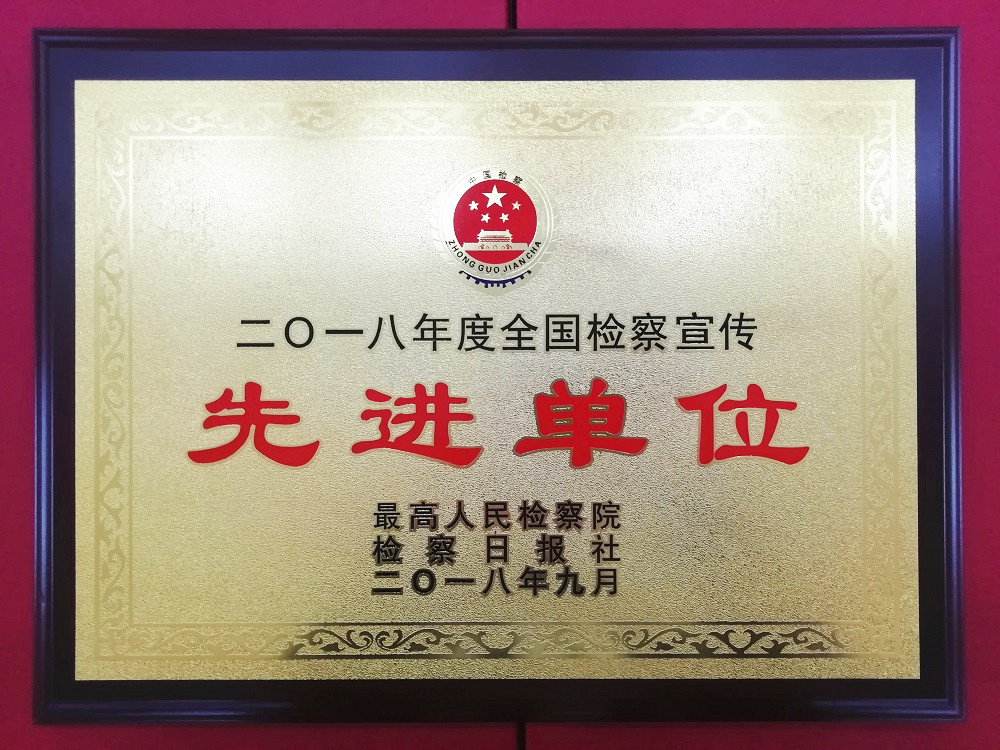 中国检察
ZHONG GUO JIAN CHA
二〇一八年度全国检察宣传
先进单位
最高人民检察院
检察日报社
二〇一八年九月